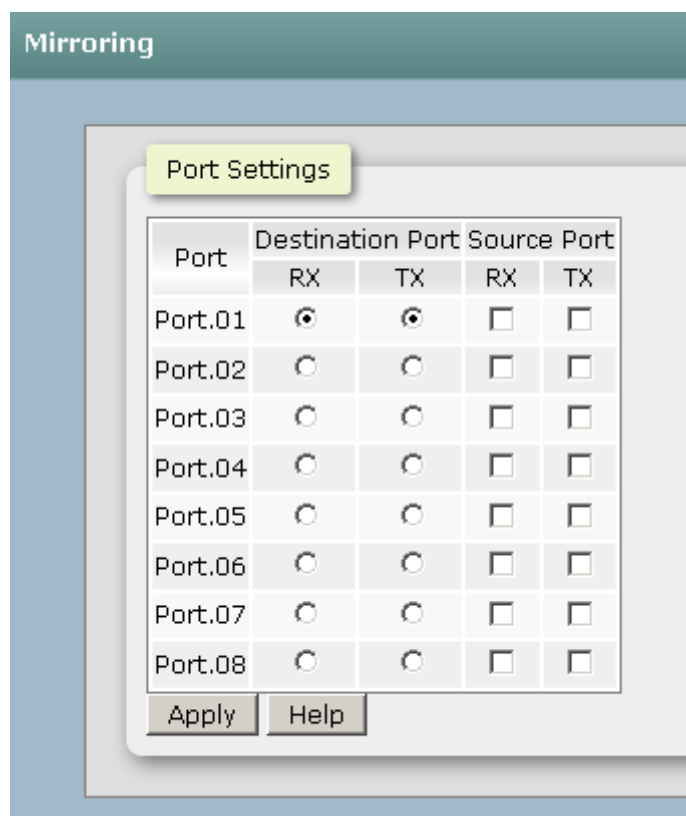 Mirroring
Port Settings
Port Destination Port Source Port
RX TX RX TX
Port.01
Port.02
Port.03
Port.04
Port.05
Port.06
Port.07
Port.08
Apply Help